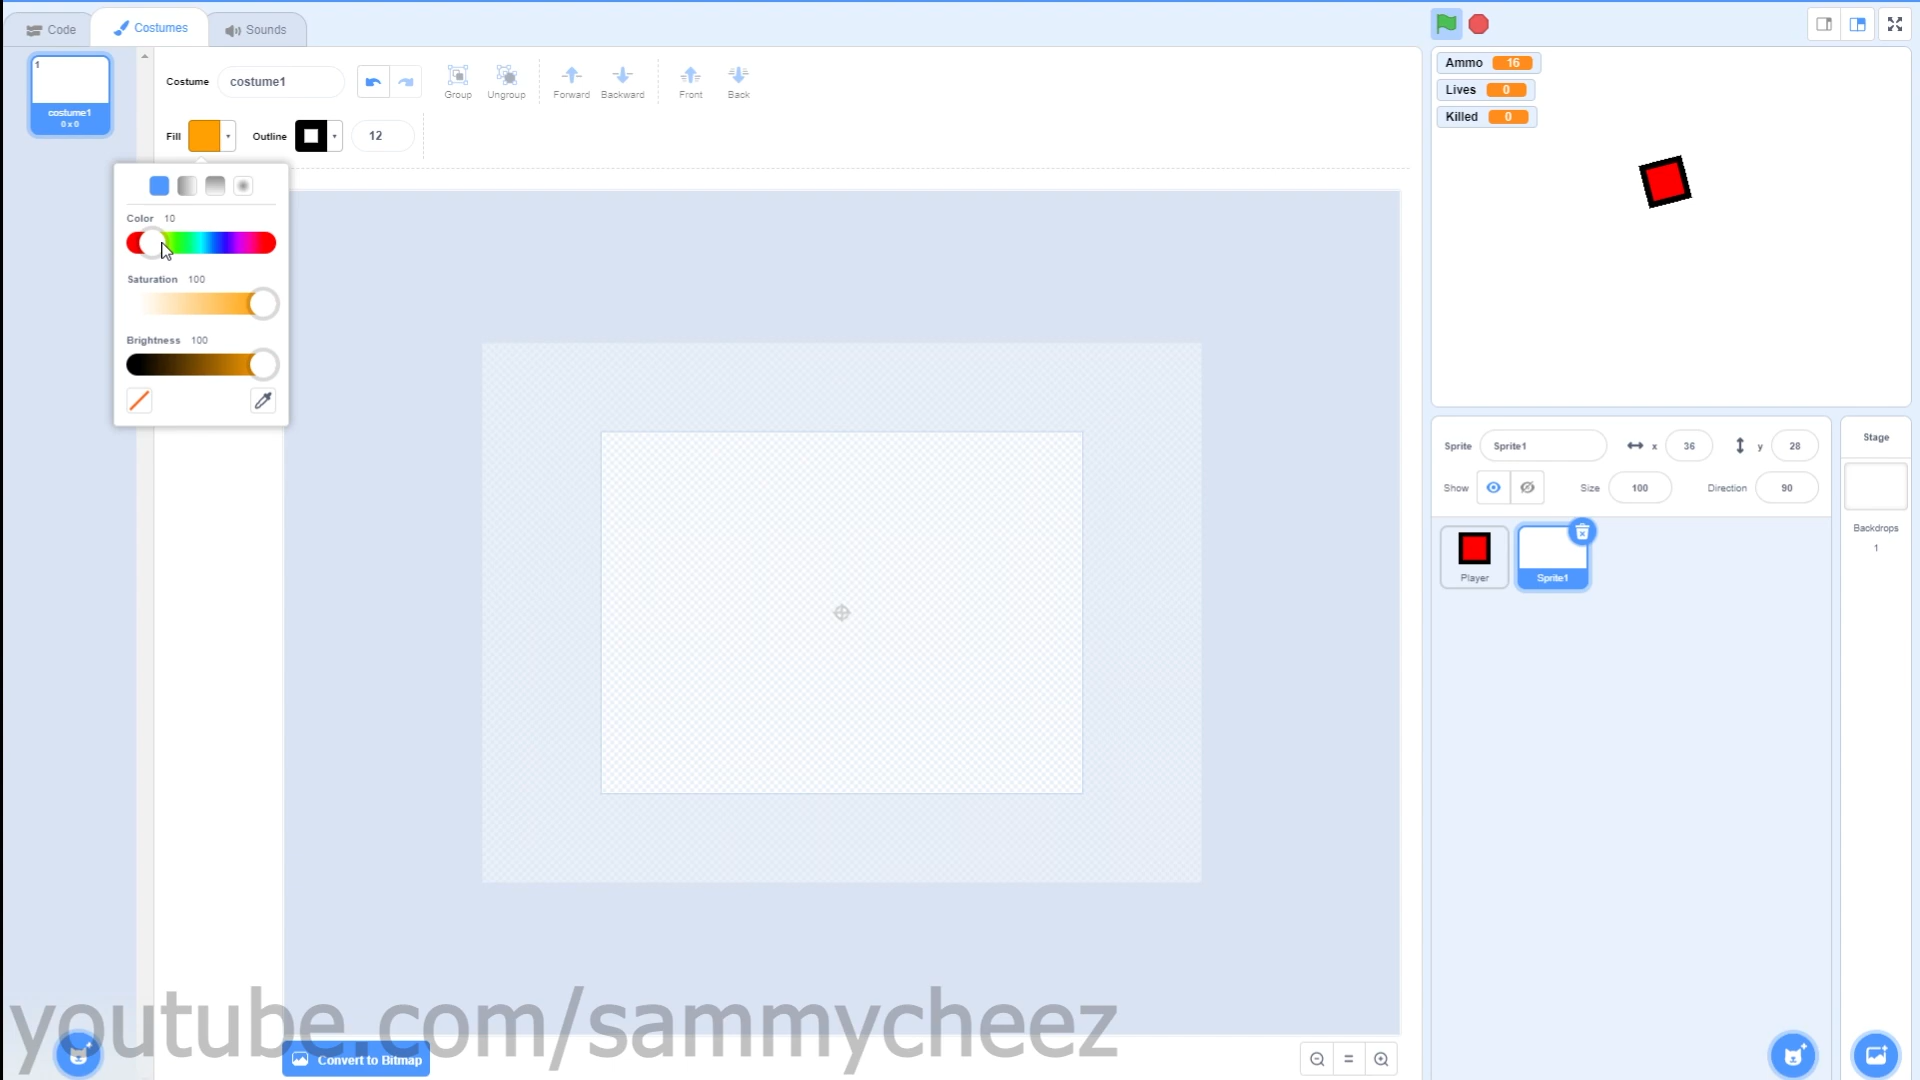 Code
Costumes
Sounds
1
costume1
0 x 0
Costume
costume1
Group
Ungroup
Forward
Backward
Front
Back
Fill
Outline
12
Color 10
Saturation 100
Brightness 100
Convert to Bitmap
youtube.com/sammycheez
Ammo 16
Lives 0
Killed 0
Sprite
Sprite1
x
36
y
28
Show
Size
100
Direction
90
Player
Sprite1
Stage
Backdrops
1